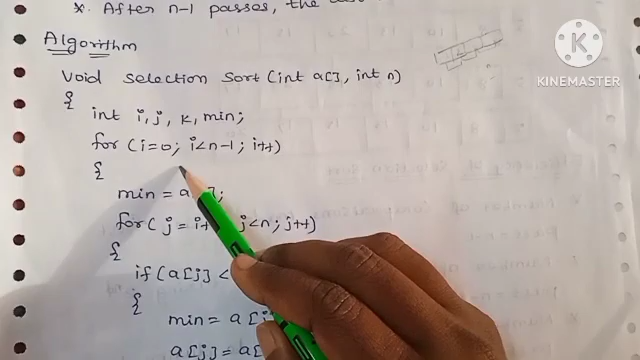 *. After n-1 passes, the
Algorithm
Void selection sort (int a[], int n)
{
int i, j, k, min;
for (i=0; i<n-1; i++)
{
min = a ];
for( j = i+ j<n; j++)
{
if (a[j] <
{
min = a[j
a[j] = a[
K
KINEMASTER